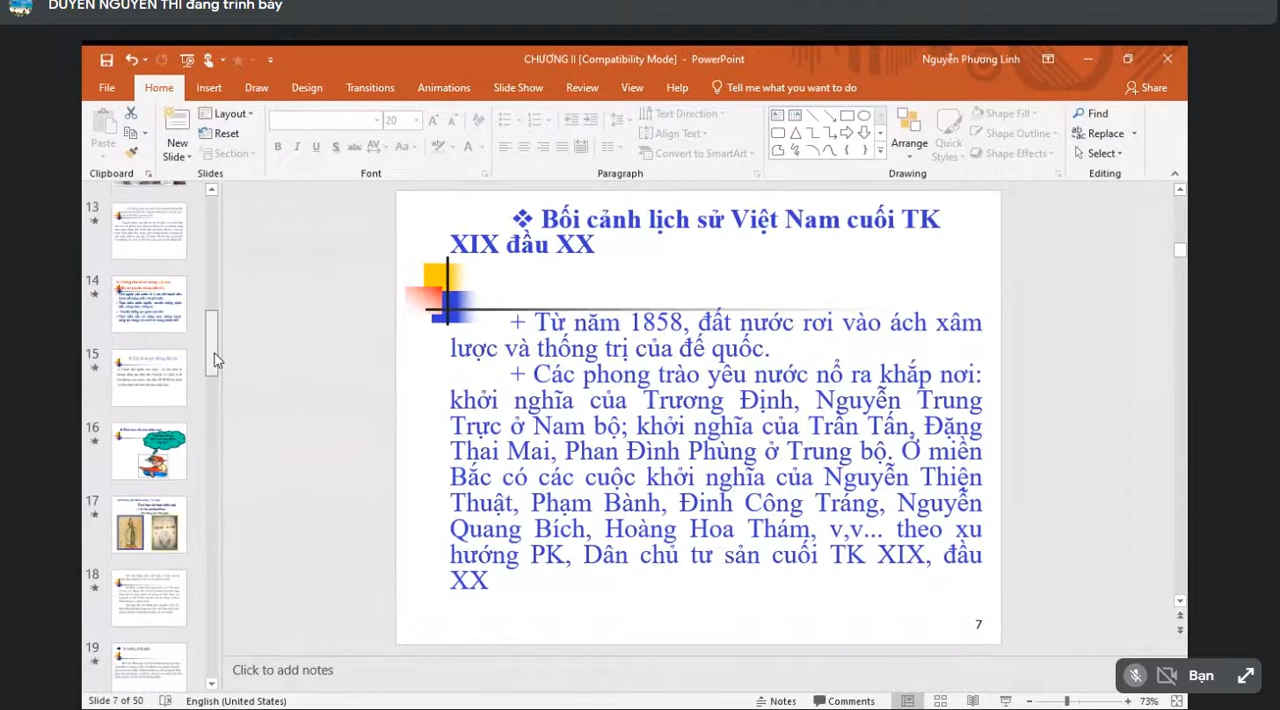 DUYEN NGUYEN THI đang trình bày
CHƯƠNG II [Compatibility Mode] - PowerPoint
Nguyễn Phương Linh
File Home Insert Draw Design Transitions Animations Slide Show Review View Help Tell me what you want to do Share
Paste
New Slide
Layout
Reset
Section
20
Text Direction
Align Text
Convert to SmartArt
Arrange
Quick Styles
Shape Fill
Shape Outline
Shape Effects
Find
Replace
Select
Clipboard Slides Font Paragraph Drawing Editing
13
14
15
16
17
18
19
❖ Bối cảnh lịch sử Việt Nam cuối TK
XIX đầu XX
+ Từ năm 1858, đất nước rơi vào ách xâm
lược và thống trị của đế quốc.
+ Các phong trào yêu nước nổ ra khắp nơi:
khởi nghĩa của Trương Định, Nguyễn Trung
Trực ở Nam bộ; khởi nghĩa của Trần Tấn, Đặng
Thai Mai, Phan Đình Phùng ở Trung bộ. Ở miền
Bắc có các cuộc khởi nghĩa của Nguyễn Thiện
Thuật, Phạm Bành, Đinh Công Tráng, Nguyễn
Quang Bích, Hoàng Hoa Thám, v,v... theo xu
hướng PK, Dân chủ tư sản cuối TK XIX, đầu
XX
7
Click to add notes
Bạn
Slide 7 of 50 English (United States) Notes Comments 73%